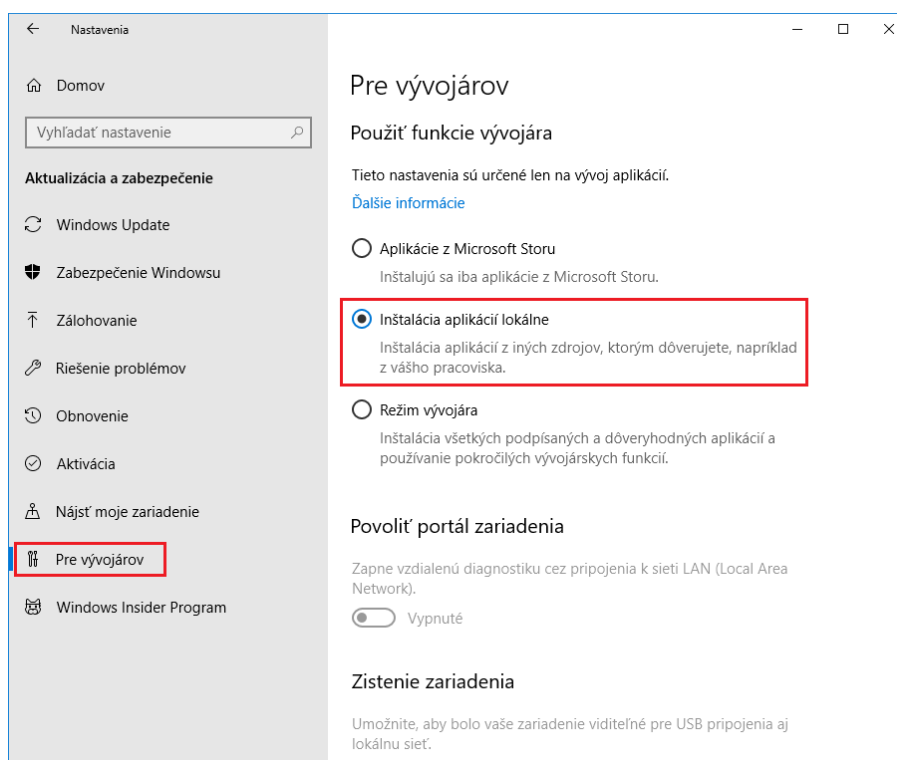 Nastavenia
Domov
Vyhľadať nastavenie
Aktualizácia a zabezpečenie
Windows Update
Zabezpečenie Windowsu
Zálohovanie
Riešenie problémov
Obnovenie
Aktivácia
Nájsť moje zariadenie
Pre vývojárov
Windows Insider Program
Pre vývojárov
Použiť funkcie vývojára
Tieto nastavenia sú určené len na vývoj aplikácií.
Ďalšie informácie
Aplikácie z Microsoft Storu
Inštalujú sa iba aplikácie z Microsoft Storu.
Inštalácia aplikácií lokálne
Inštalácia aplikácií z iných zdrojov, ktorým dôverujete, napríklad
z vášho pracoviska.
Režim vývojára
Inštalácia všetkých podpísaných a dôveryhodných aplikácií a
používanie pokročilých vývojárskych funkcií.
Povoliť portál zariadenia
Zapne vzdialenú diagnostiku cez pripojenia k sieti LAN (Local Area
Network).
Vypnuté
Zistenie zariadenia
Umožnite, aby bolo vaše zariadenie viditeľné pre USB pripojenia aj
lokálnu sieť.